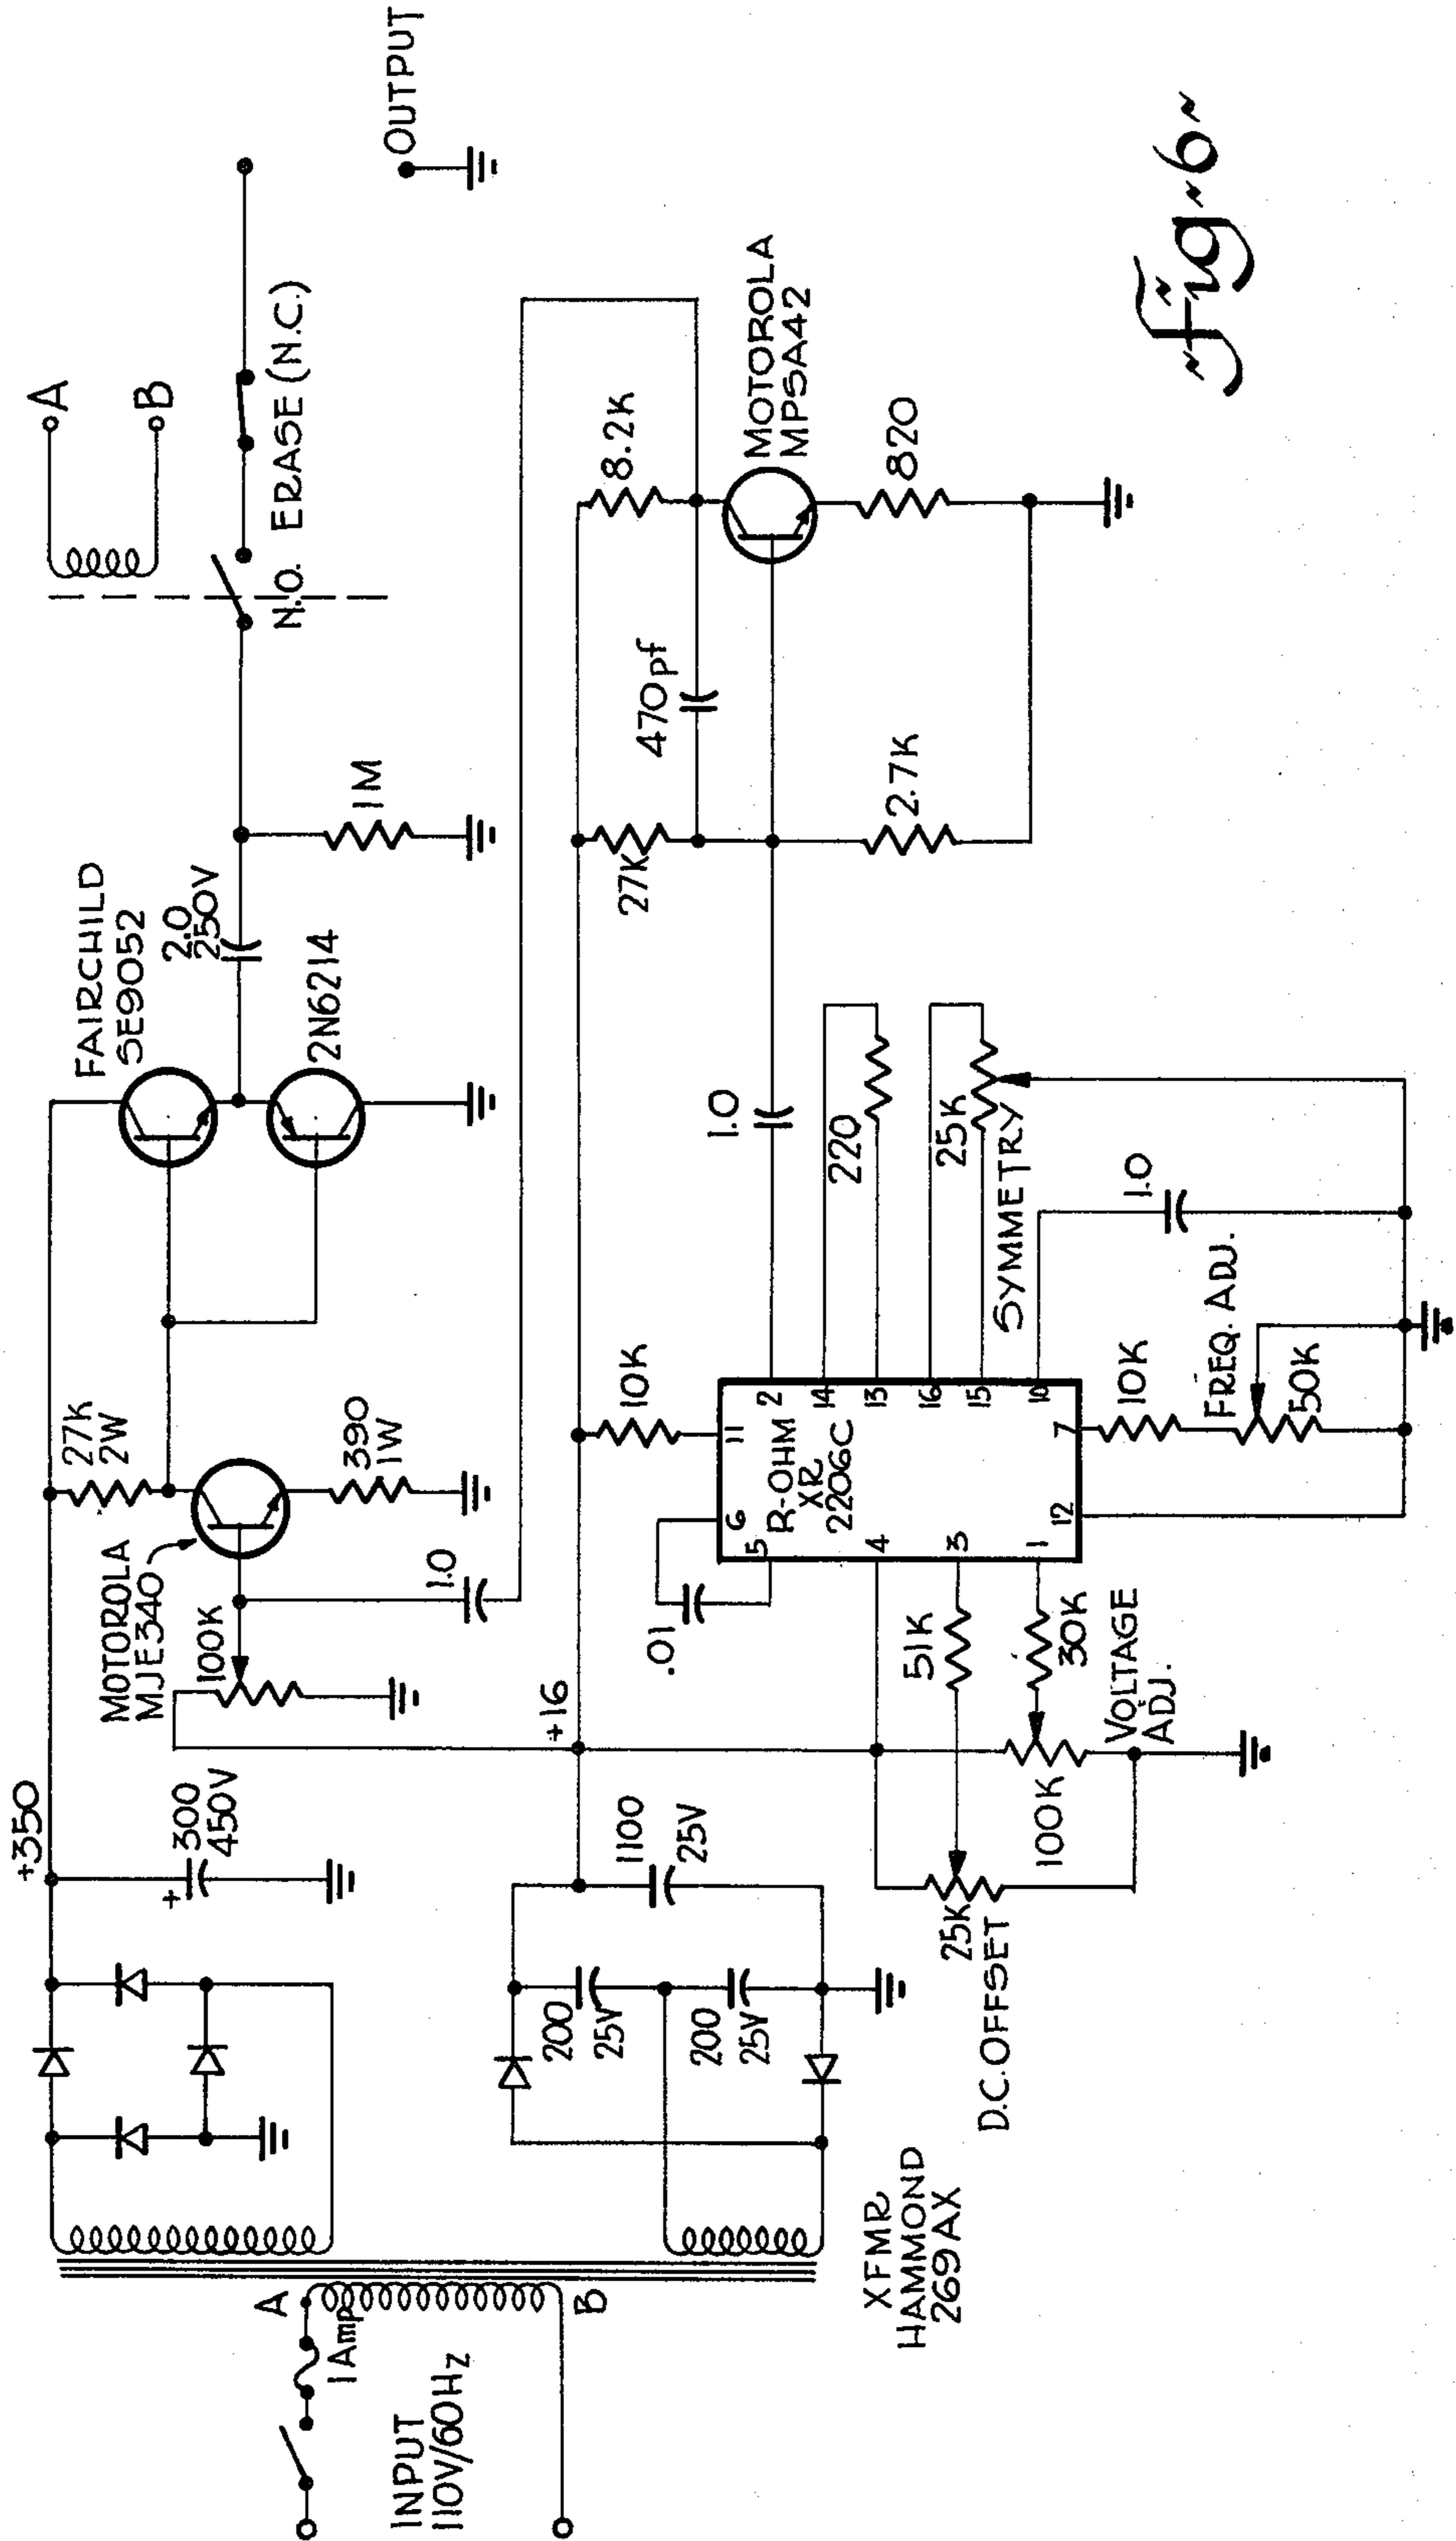 INPUT
110V/60Hz
1 Amp
A
B
XFMR
HAMMOND
269AX
+350
+
300
450V
200
25V
200
25V
1100
25V
+16
25K
D.C. OFFSET
100K
VOLTAGE
ADJ.
51K
30K
MOTOROLA
MJE340
100K
27K
2W
390
1W
1.0
.01
10K
R-OHM
XR
2206C
6
5
4
3
1
11
2
14
13
16
15
10
7
12
10K
FREQ. ADJ.
50K
1.0
220
25K
SYMMETRY
1.0
FAIRCHILD
SE9052
2N6214
2.0
250V
1M
27K
470pf
2.7K
8.2K
MOTOROLA
MPSA42
820
N.O.
ERASE (N.C.)
A
B
OUTPUT
~fig~6~